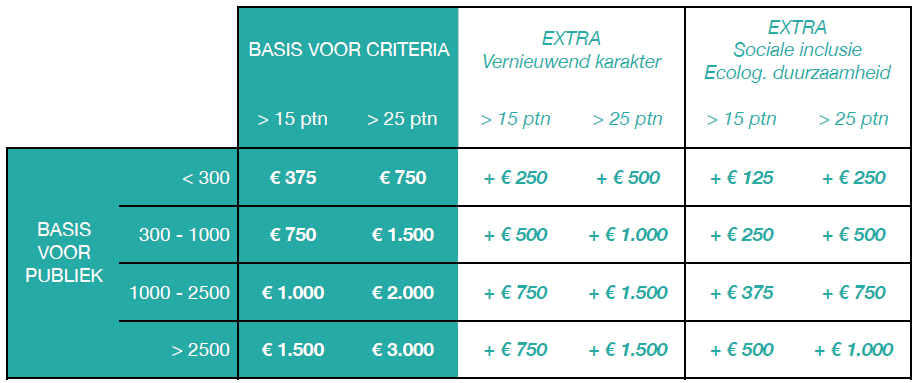 BASIS VOOR CRITERIA
EXTRA
Vernieuwend karakter
EXTRA
Sociale inclusie
Ecolog. duurzaamheid
> 15 ptn > 25 ptn > 15 ptn > 25 ptn > 15 ptn > 25 ptn
BASIS
VOOR
PUBLIEK
< 300 € 375 € 750 + € 250 + € 500 + € 125 + € 250
300 - 1000 € 750 € 1.500 + € 500 + € 1.000 + € 250 + € 500
1000 - 2500 € 1.000 € 2.000 + € 750 + € 1.500 + € 375 + € 750
> 2500 € 1.500 € 3.000 + € 750 + € 1.500 + € 500 + € 1.000